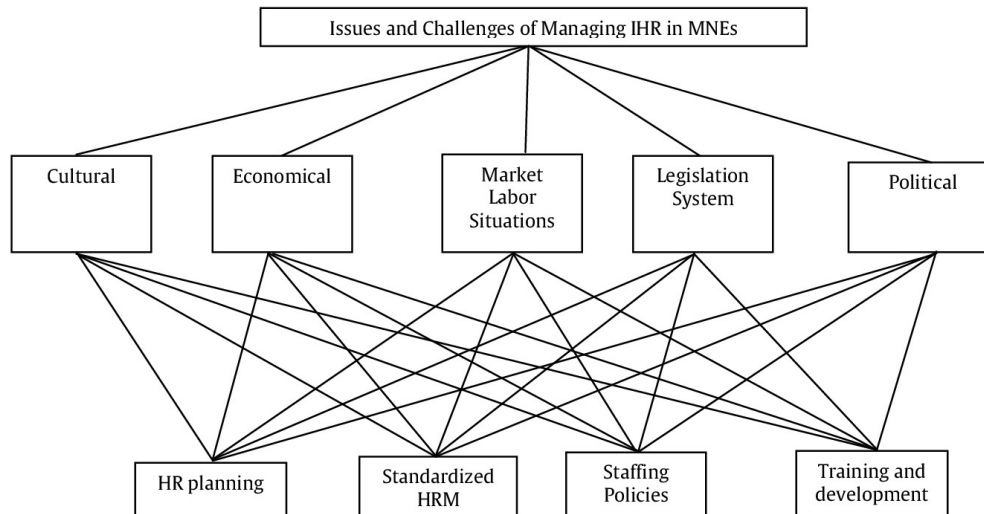 Issues and Challenges of Managing IHR in MNEs
Cultural
Economical
Market
Labor
Situations
Legislation
System
Political
HR planning
Standardized
HRM
Staffing
Policies
Training and
development